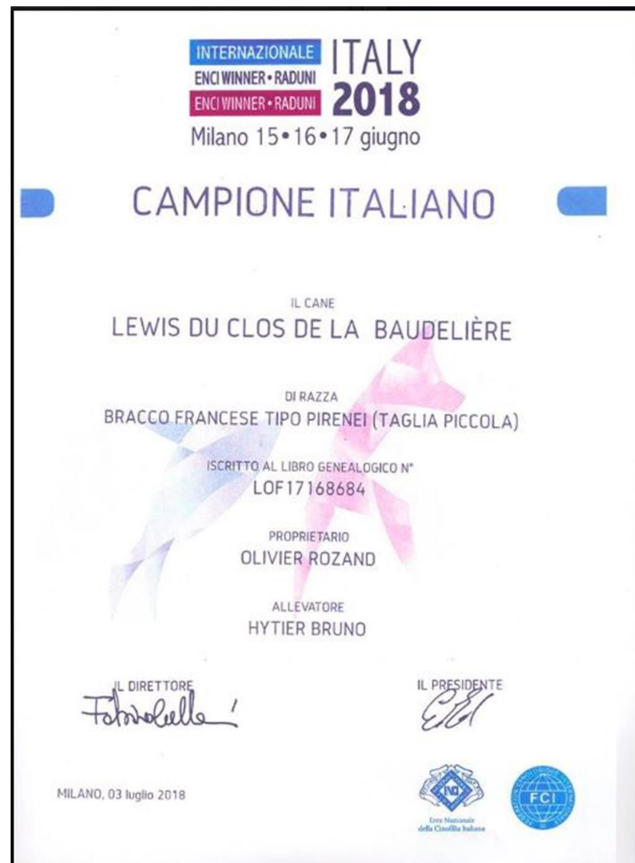 INTERNAZIONALE
ENCI WINNER • RADUNI
ENCI WINNER • RADUNI
ITALY
2018
Milano 15 • 16 • 17 giugno
CAMPIONE ITALIANO
IL CANE
LEWIS DU CLOS DE LA BAUDELIÈRE
DI RAZZA
BRACCO FRANCESE TIPO PIRENEI (TAGLIA PICCOLA)
ISCRITTO AL LIBRO GENEALOGICO N°
LOF17168684
PROPRIETARIO
OLIVIER ROZAND
ALLEVATORE
HYTIER BRUNO
IL DIRETTORE
IL PRESIDENTE
MILANO, 03 luglio 2018
Ente Nazionale
della Cinofilia Italiana
FCI